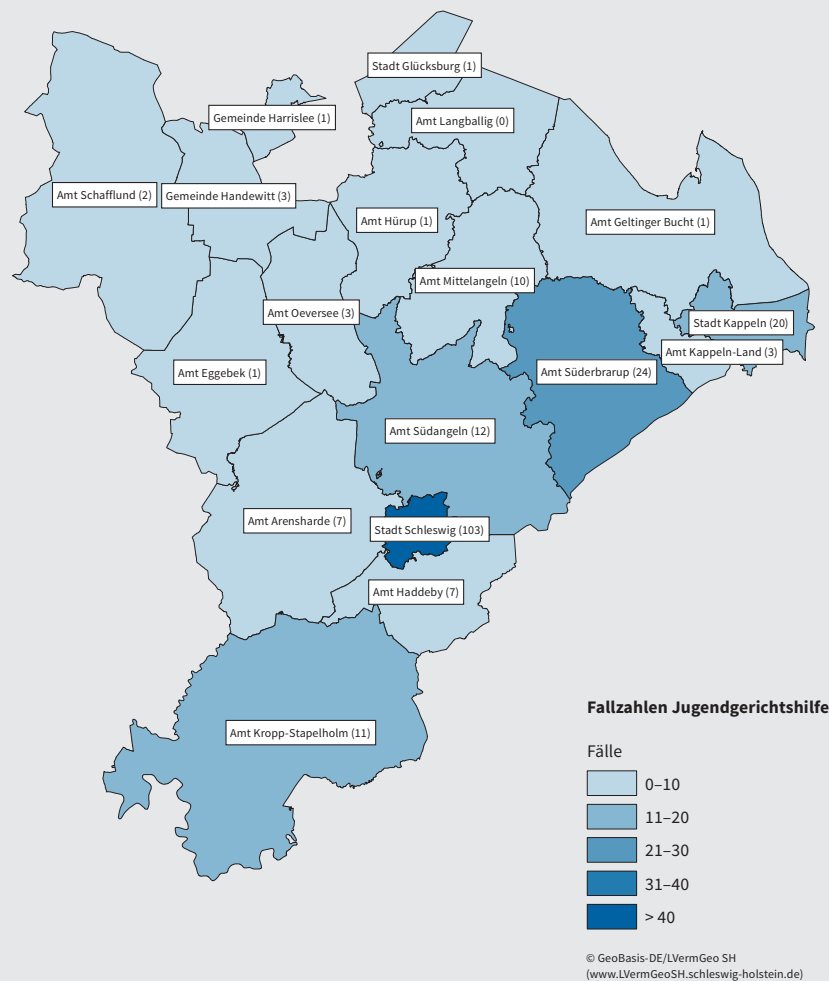 Stadt Glücksburg (1)
Gemeinde Harrislee (1)
Amt Langballig (0)
Amt Schafflund (2)
Gemeinde Handewitt (3)
Amt Hürup (1)
Amt Geltinger Bucht (1)
Amt Mittelangeln (10)
Amt Oeversee (3)
Stadt Kappeln (20)
Amt Kappeln-Land (3)
Amt Eggebek (1)
Amt Süderbrarup (24)
Amt Südangeln (12)
Amt Arensharde (7)
Stadt Schleswig (103)
Amt Haddeby (7)
Amt Kropp-Stapelholm (11)
Fallzahlen Jugendgerichtshilfe
Fälle
0–10
11–20
21–30
31–40
> 40
© GeoBasis-DE/LVermGeo SH
(www.LVermGeoSH.schleswig-holstein.de)